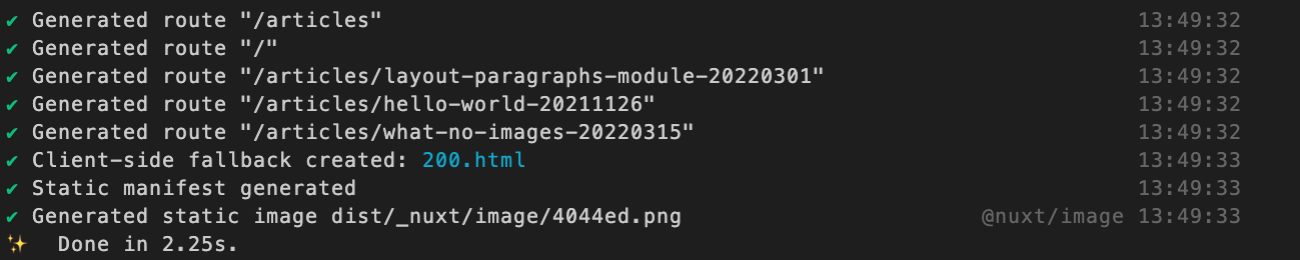 ✔ Generated route "/articles" 13:49:32
✔ Generated route "/" 13:49:32
✔ Generated route "/articles/layout-paragraphs-module-20220301" 13:49:32
✔ Generated route "/articles/hello-world-20211126" 13:49:32
✔ Generated route "/articles/what-no-images-20220315" 13:49:32
✔ Client-side fallback created: 200.html 13:49:33
✔ Static manifest generated 13:49:33
✔ Generated static image dist/_nuxt/image/4044ed.png @nuxt/image 13:49:33
✨ Done in 2.25s.